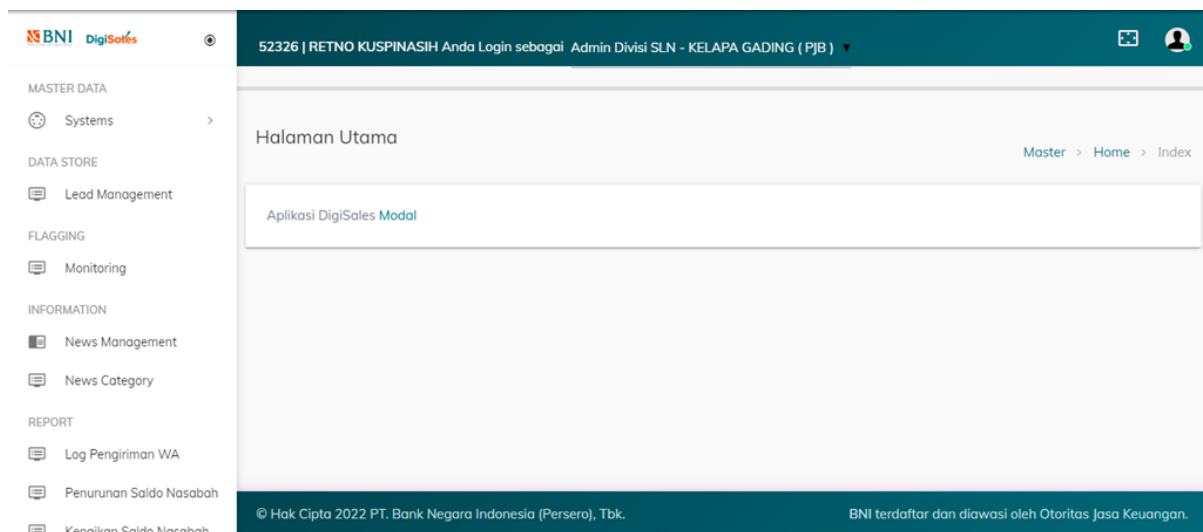 BNI DigiSales
52326 | RETNO KUSPINASIH Anda Login sebagai Admin Divisi SLN - KELAPA GADING ( PJB )
MASTER DATA
Systems
DATA STORE
Lead Management
FLAGGING
Monitoring
INFORMATION
News Management
News Category
REPORT
Log Pengiriman WA
Penurunan Saldo Nasabah
Kenaikan Saldo Nasabah
Halaman Utama
Master > Home > Index
Aplikasi DigiSales Modal
© Hak Cipta 2022 PT. Bank Negara Indonesia (Persero), Tbk.
BNI terdaftar dan diawasi oleh Otoritas Jasa Keuangan.